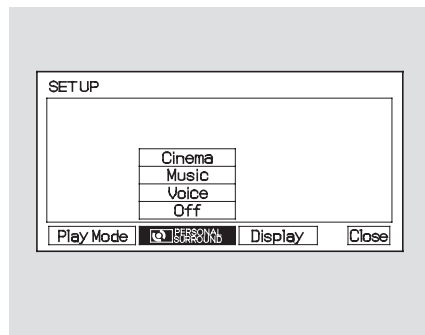 SETUP
Cinema
Music
Voice
Off
Play Mode PERSONAL SURROUND Display Close